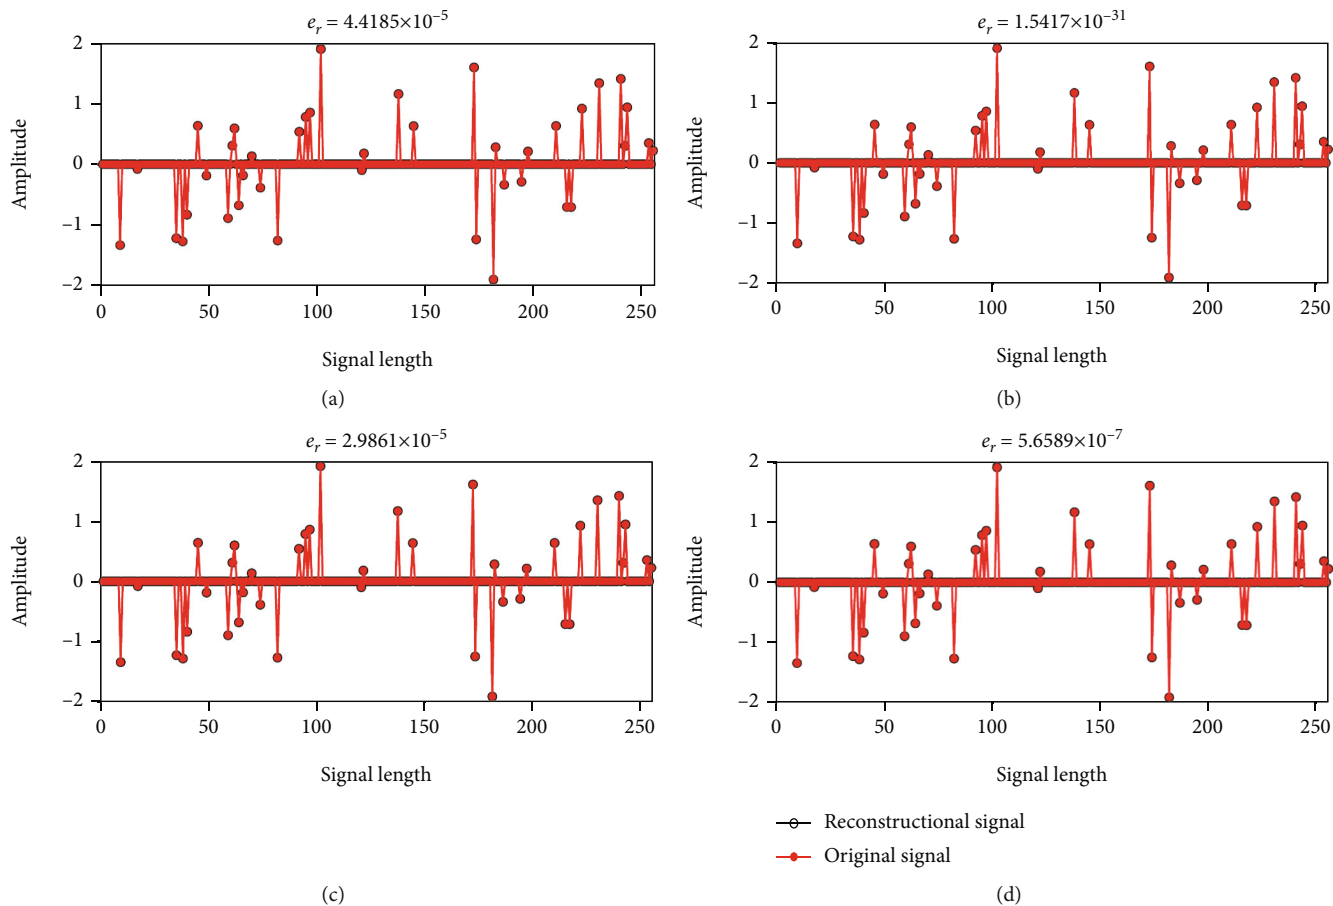 e_r = 4.4185×10⁻⁵
2
1
0
−1
−2
Amplitude
0 50 100 150 200 250
Signal length
(a)
e_r = 1.5417×10⁻³¹
2
1
0
−1
−2
Amplitude
0 50 100 150 200 250
Signal length
(b)
e_r = 2.9861×10⁻⁵
2
1
0
−1
−2
Amplitude
0 50 100 150 200 250
Signal length
(c)
e_r = 5.6589×10⁻⁷
2
1
0
−1
−2
Amplitude
0 50 100 150 200 250
Signal length
Reconstructional signal
Original signal
(d)